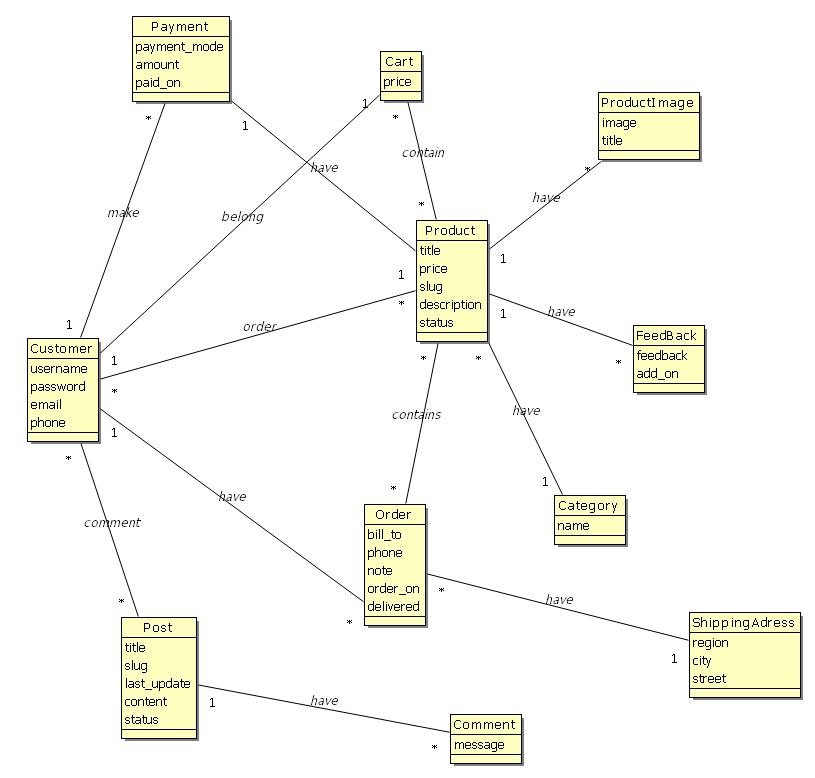 Payment
payment_mode
amount
paid_on
*
1
Cart
price
1
*
ProductImage
image
title
*
contain
have
have
make
belong
*
Product
title
price
slug
description
status
1
1
*
1
order
have
FeedBack
feedback
add_on
*
1
Customer
username
password
email
phone
1
*
1
*
*
*
contains
have
have
comment
*
1
Category
name
Order
bill_to
phone
note
order_on
delivered
*
*
have
1
ShippingAdress
region
city
street
*
Post
title
slug
last_update
content
status
1
have
*
Comment
message